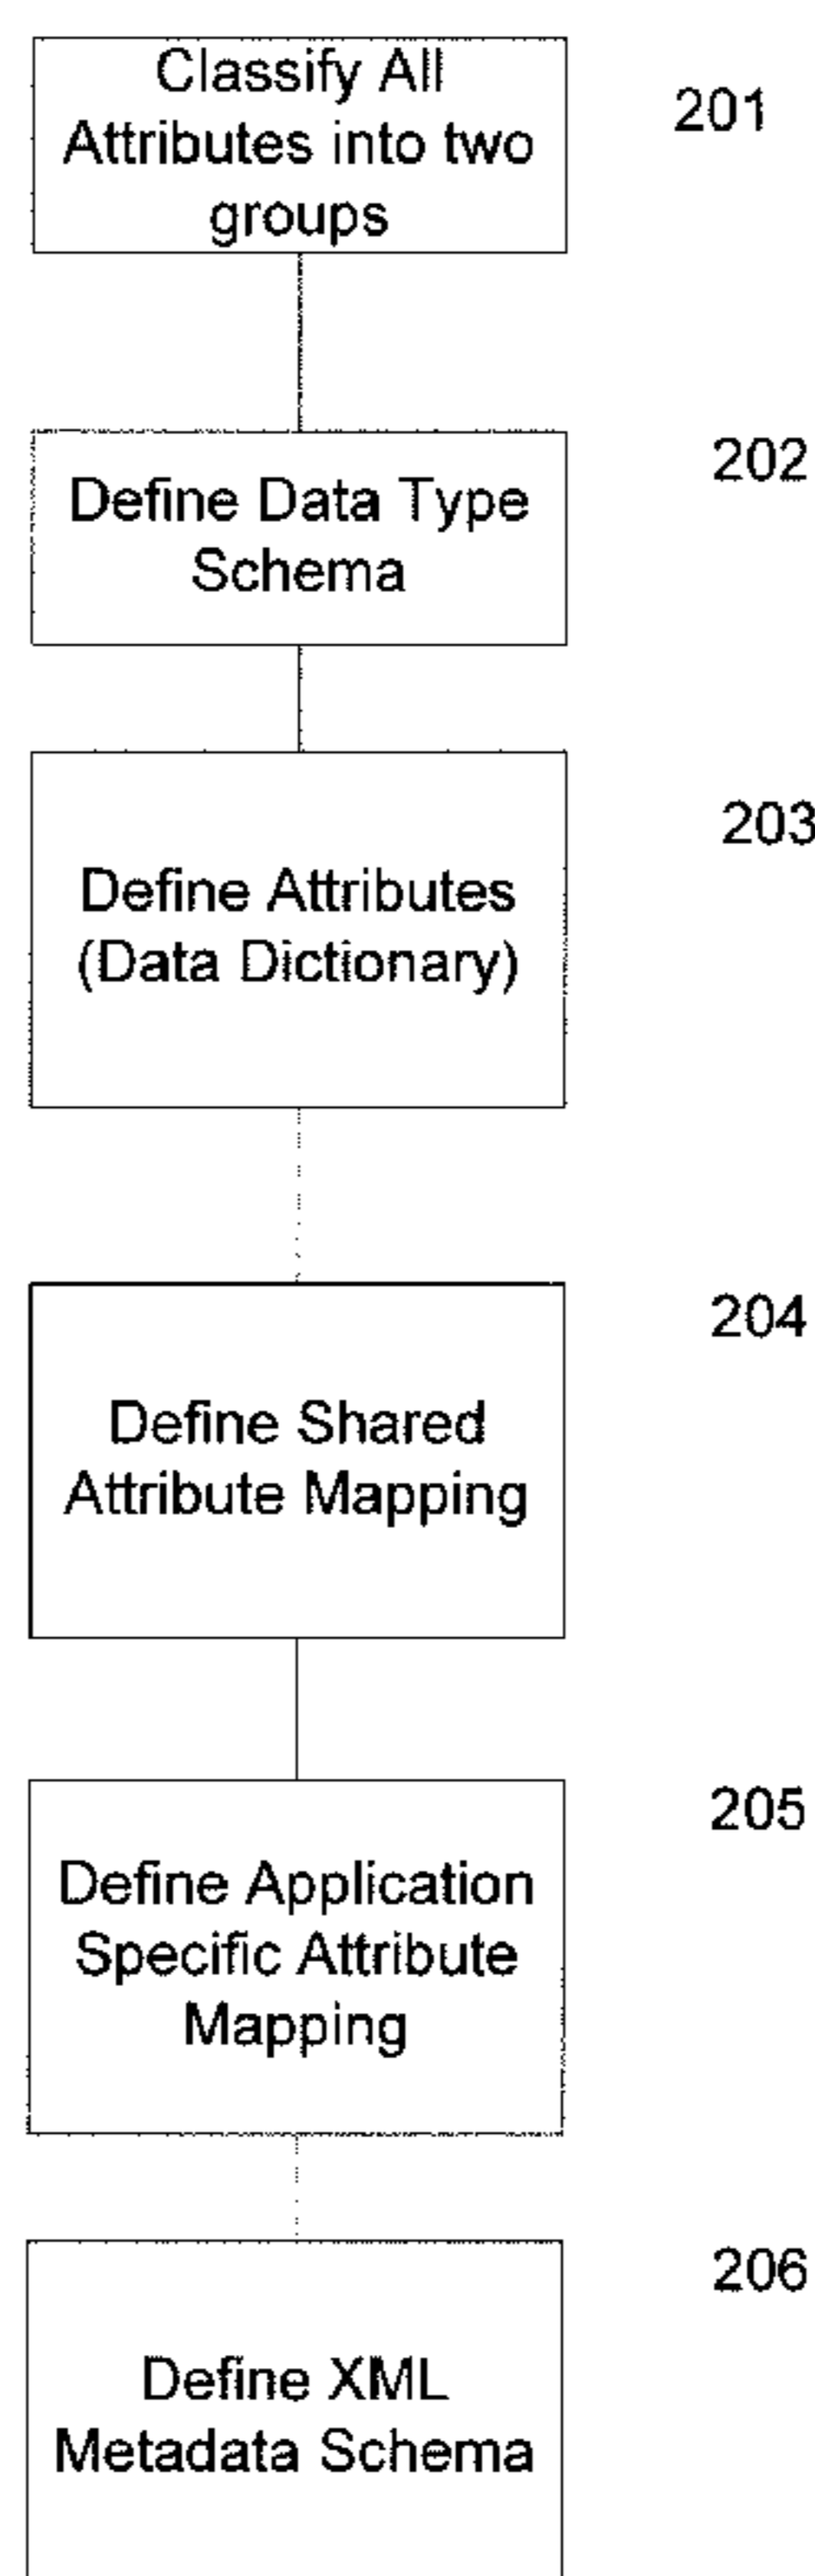 Classify All
Attributes into two
groups
201
Define Data Type
Schema
202
Define Attributes
(Data Dictionary)
203
Define Shared
Attribute Mapping
204
Define Application
Specific Attribute
Mapping
205
Define XML
Metadata Schema
206